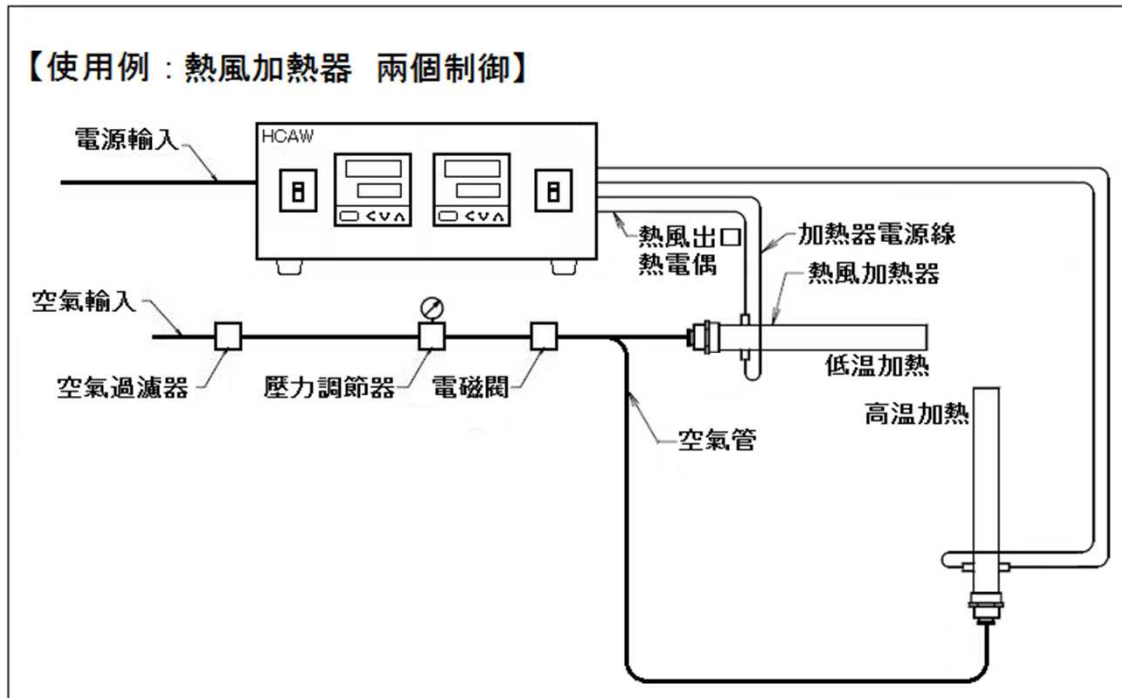 【使用例：熱風加熱器 兩個制御】
電源輸入
HCAW
熱風出口
熱電偶
加熱器電源線
熱風加熱器
空氣輸入
低温加熱
空氣過濾器
壓力調節器
電磁閥
高温加熱
空氣管